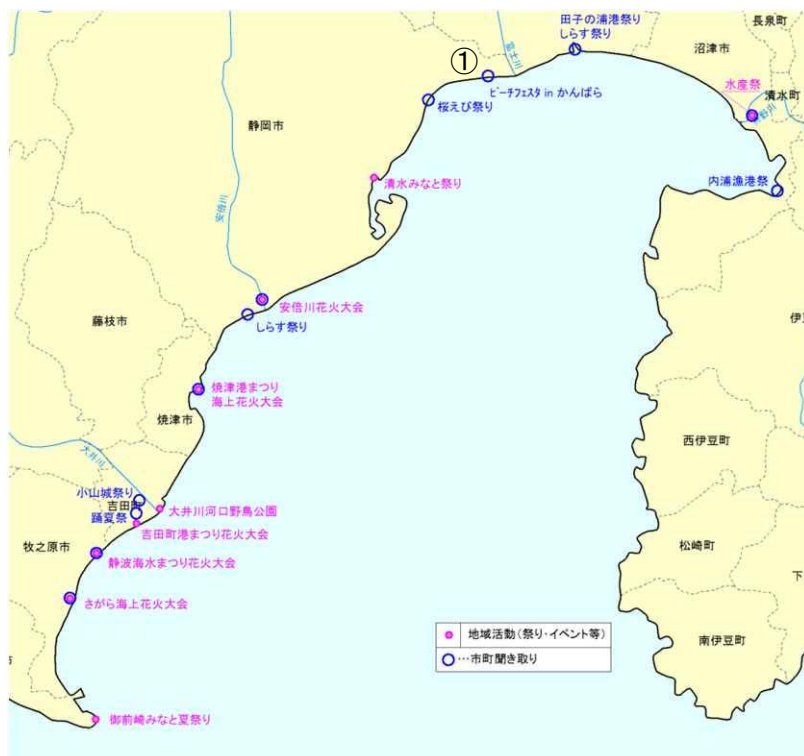 田子の浦港祭り
しらす祭り
長泉町
沼津市
①
富士川
水産祭
清水町
ビーチフェスタ in かんばら
桜えび祭り
静岡市
清水みなと祭り
内浦漁港祭
安倍川
安倍川花火大会
しらす祭り
藤枝市
焼津港まつり
海上花火大会
焼津市
西伊豆町
大井川
小山城祭り
吉田町
踊夏祭
大井川河口野鳥公園
吉田町港まつり花火大会
牧之原市
静波海水まつり花火大会
松崎町
下
さがら海上花火大会
地域活動(祭り・イベント等)
…市町聞き取り
南伊豆町
御前崎みなと夏祭り